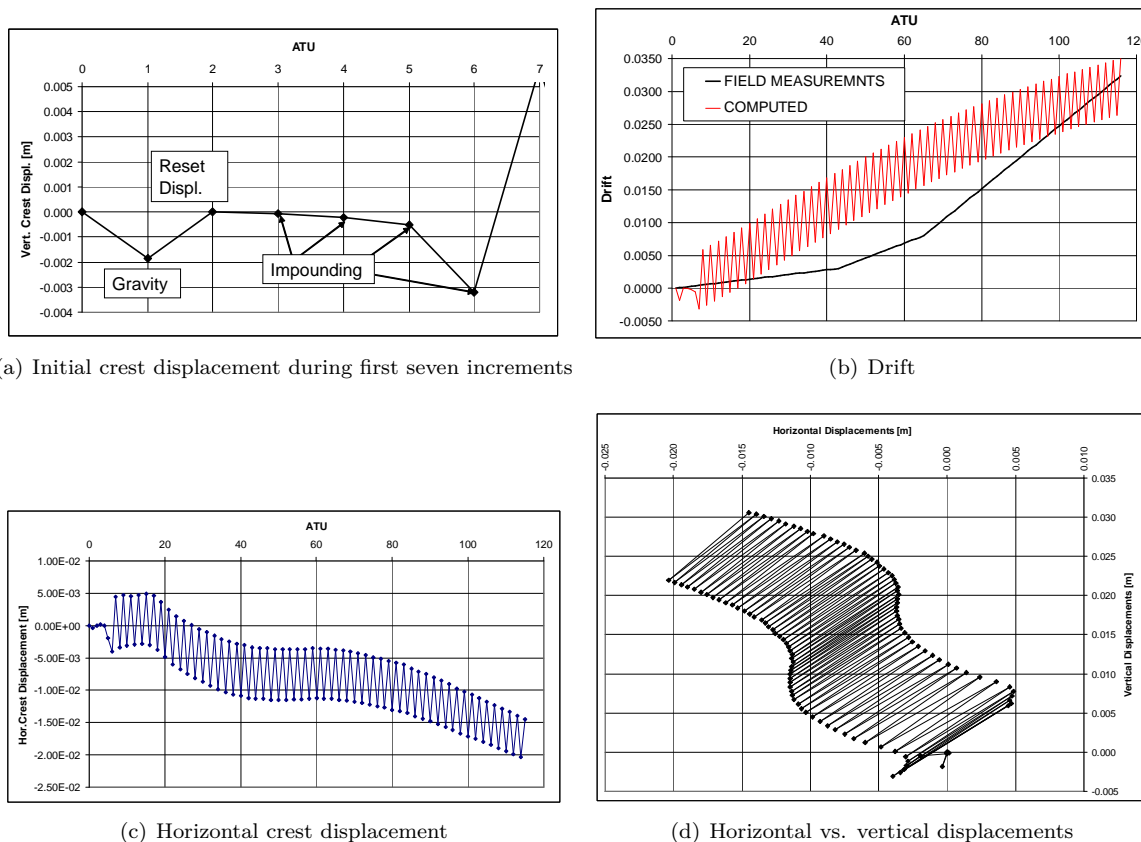 ATU
0 1 2 3 4 5 6 7
0.005
0.004
0.003
0.002
0.001
0.000
-0.001
-0.002
-0.003
-0.004
Vert. Crest Displ. [m]
Reset
Displ.
Gravity
Impounding
(a) Initial crest displacement during first seven increments
ATU
0 20 40 60 80 100 120
0.0350
0.0300
0.0250
0.0200
0.0150
0.0100
0.0050
0.0000
-0.0050
Drift
FIELD MEASUREMNTS
COMPUTED
(b) Drift
ATU
0 20 40 60 80 100 120
1.00E-02
5.00E-03
0.00E+00
-5.00E-03
-1.00E-02
-1.50E-02
-2.00E-02
-2.50E-02
Hor.Crest Displacement [m]
(c) Horizontal crest displacement
Horizontal Displacements [m]
-0.025 -0.020 -0.015 -0.010 -0.005 0.000 0.005 0.010
0.035
0.030
0.025
0.020
0.015
0.010
0.005
0.000
-0.005
Vertical Displacements [m]
(d) Horizontal vs. vertical displacements